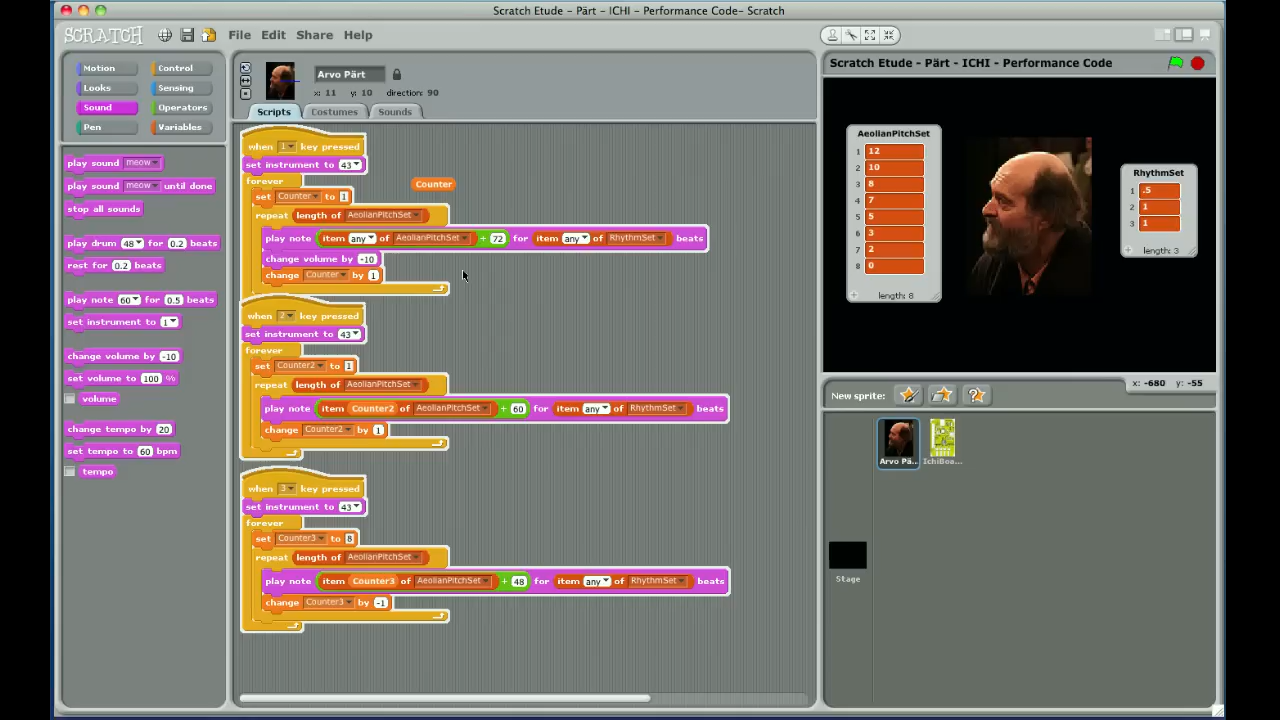 Scratch Etude - Pärt - ICHI - Performance Code- Scratch
SCRATCH File Edit Share Help
Motion Control
Looks Sensing
Sound Operators
Pen Variables
play sound meow
play sound meow until done
stop all sounds
play drum 48 for 0.2 beats
rest for 0.2 beats
play note 60 for 0.5 beats
set instrument to 1
change volume by -10
set volume to 100 %
volume
change tempo by 20
set tempo to 60 bpm
tempo
Arvo Pärt
x: 11 y: 10 direction: 90
Scripts Costumes Sounds
when 1 key pressed
set instrument to 43
forever
Counter
set Counter to 1
repeat length of AeolianPitchSet
play note item any of AeolianPitchSet + 72 for item any of RhythmSet beats
change volume by -10
change Counter by 1
when 2 key pressed
set instrument to 43
forever
set Counter2 to 1
repeat length of AeolianPitchSet
play note item Counter2 of AeolianPitchSet + 60 for item any of RhythmSet beats
change Counter2 by 1
when 3 key pressed
set instrument to 43
forever
set Counter3 to 8
repeat length of AeolianPitchSet
play note item Counter3 of AeolianPitchSet + 48 for item any of RhythmSet beats
change Counter3 by -1
Scratch Etude - Pärt - ICHI - Performance Code
AeolianPitchSet
1 12
2 10
3 8
4 7
5 5
6 3
7 2
8 0
+ length: 8
RhythmSet
1 .5
2 1
3 1
+ length: 3
x: -680 y: -55
New sprite:
Arvo Pä... IchiBea...
Stage